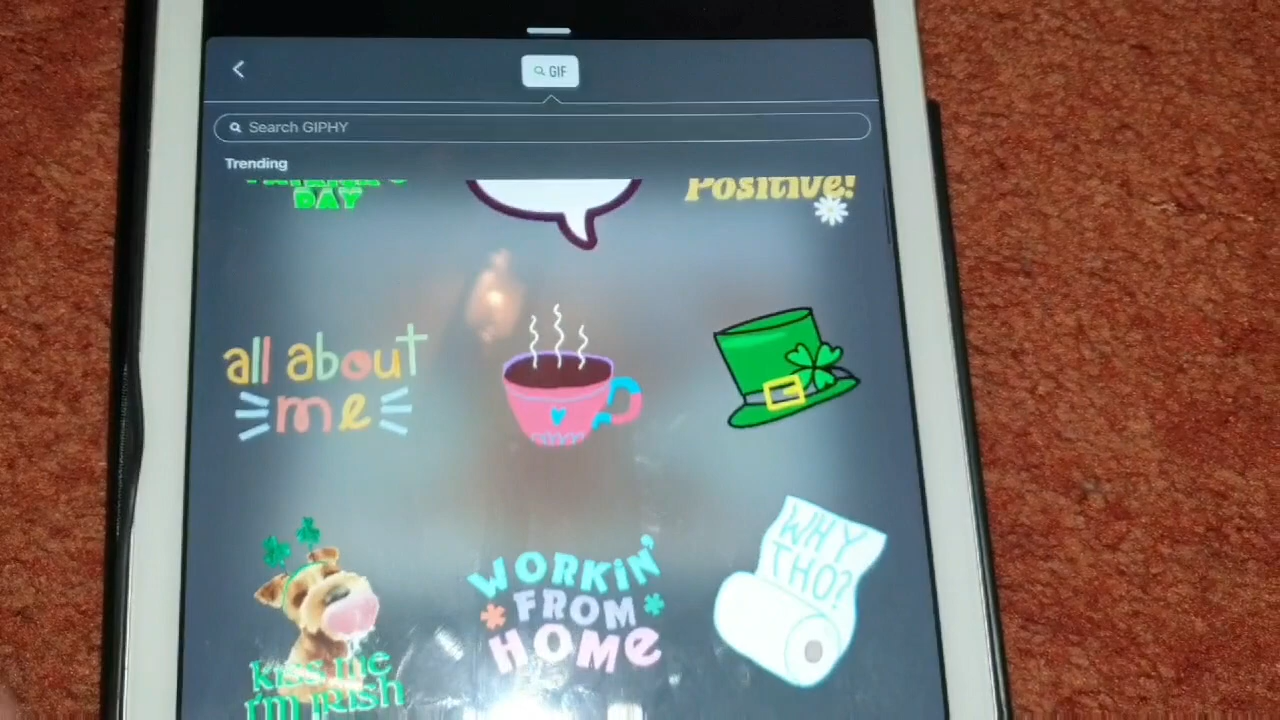 GIF
Search GIPHY
Trending
DAY
POSITIVE!
all about
me
WHY
THO?
WORKIN'
FROM
HOME
KISS ME
I'M IRISH